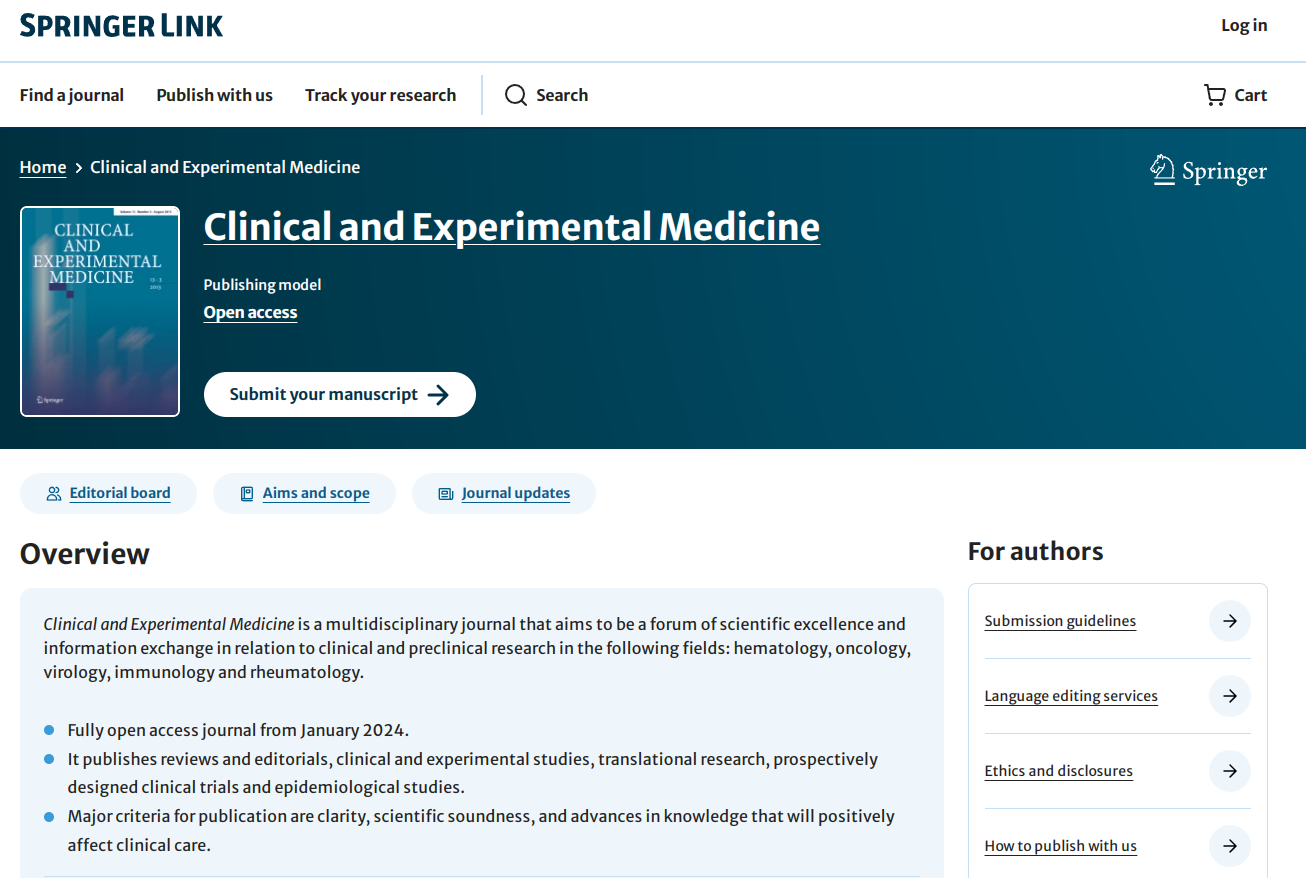 SPRINGER LINK
Log in
Find a journal
Publish with us
Track your research
Search
Cart
Home > Clinical and Experimental Medicine
Springer
CLINICAL
AND
EXPERIMENTAL
MEDICINE
Springer
Clinical and Experimental Medicine
Publishing model
Open access
Submit your manuscript
Editorial board
Aims and scope
Journal updates
Overview
Clinical and Experimental Medicine is a multidisciplinary journal that aims to be a forum of scientific excellence and
information exchange in relation to clinical and preclinical research in the following fields: hematology, oncology,
virology, immunology and rheumatology.
Fully open access journal from January 2024.
It publishes reviews and editorials, clinical and experimental studies, translational research, prospectively
designed clinical trials and epidemiological studies.
Major criteria for publication are clarity, scientific soundness, and advances in knowledge that will positively
affect clinical care.
For authors
Submission guidelines
Language editing services
Ethics and disclosures
How to publish with us